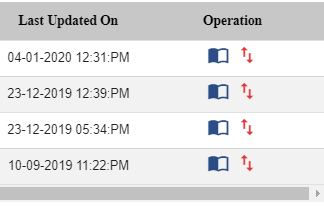 Last Updated On Operation
04-01-2020 12:31:PM
23-12-2019 12:39:PM
23-12-2019 05:34:PM
10-09-2019 11:22:PM